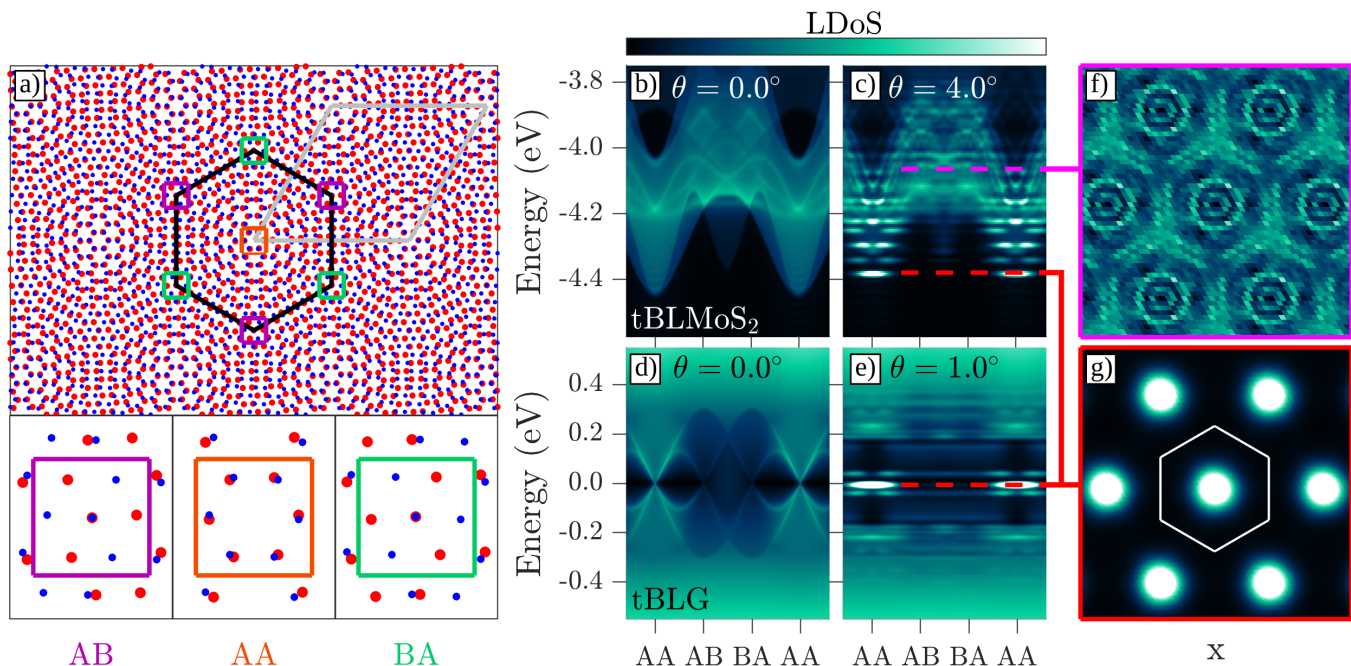 LDoS
a)
b) θ = 0.0°
c) θ = 4.0°
f)
-3.8
-4.0
-4.2
-4.4
Energy (eV)
tBLMoS₂
d) θ = 0.0°
e) θ = 1.0°
g)
0.4
0.2
0.0
-0.2
-0.4
Energy (eV)
tBLG
AB
AA
BA
AA AB BA AA
AA AB BA AA
x